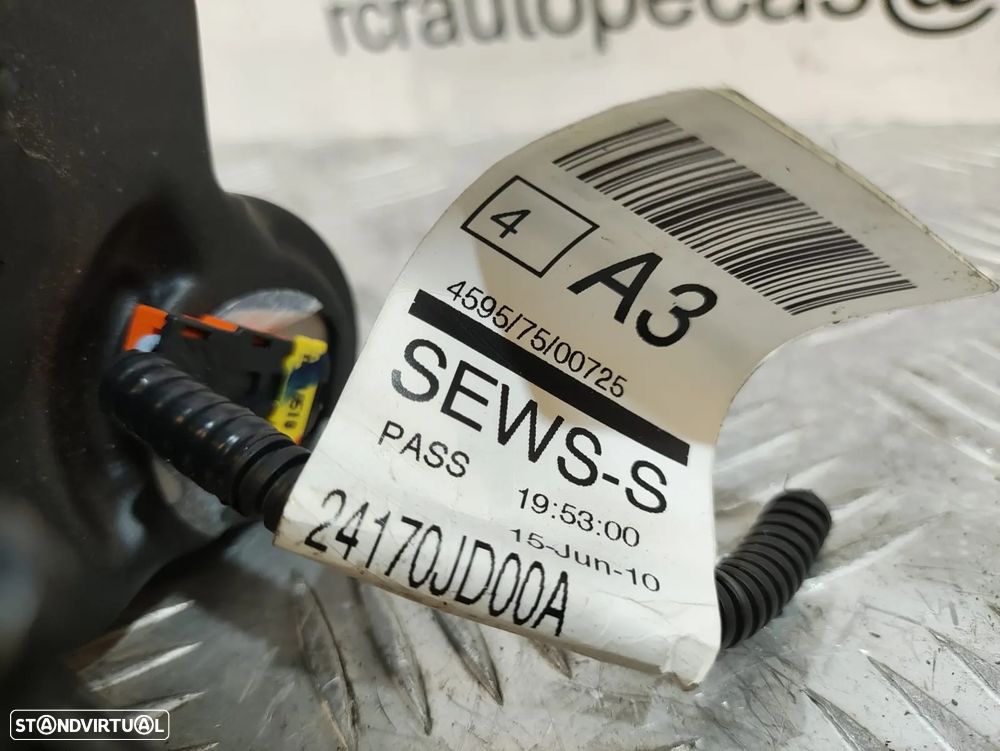 rcrautopecas@
4
A3
4595/75/00725
SEWS-S
PASS
19:53:00
15-Jun-10
24170JD00A
STANDVIRTUAL